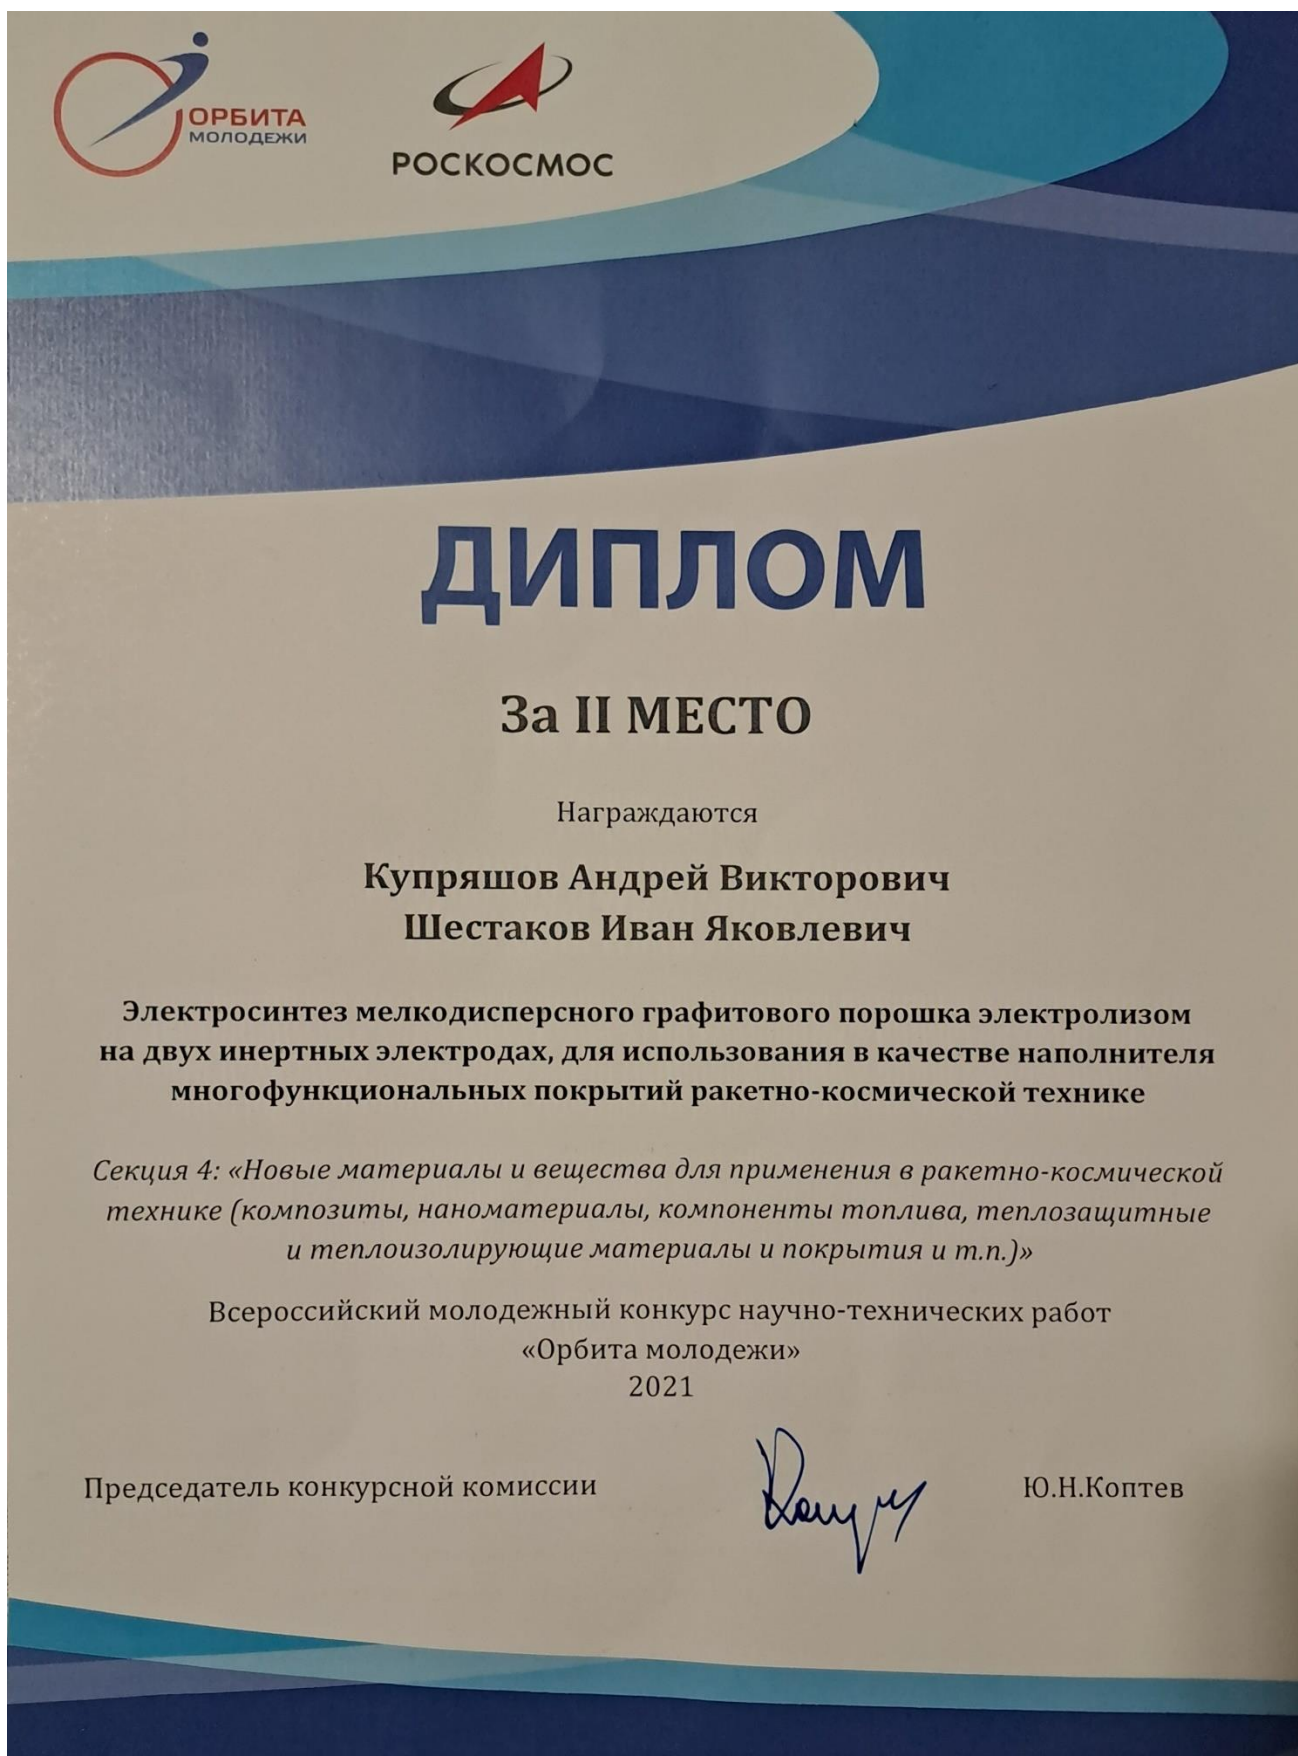 ОРБИТА
МОЛОДЕЖИ
РОСКОСМОС
ДИПЛОМ
За II МЕСТО
Награждаются
Купряшов Андрей Викторович
Шестаков Иван Яковлевич
Электросинтез мелкодисперсного графитового порошка электролизом
на двух инертных электродах, для использования в качестве наполнителя
многофункциональных покрытий ракетно-космической технике
Секция 4: «Новые материалы и вещества для применения в ракетно-космической
технике (композиты, наноматериалы, компоненты топлива, теплозащитные
и теплоизолирующие материалы и покрытия и т.п.)»
Всероссийский молодежный конкурс научно-технических работ
«Орбита молодежи»
2021
Председатель конкурсной комиссии
Ю.Н.Коптев